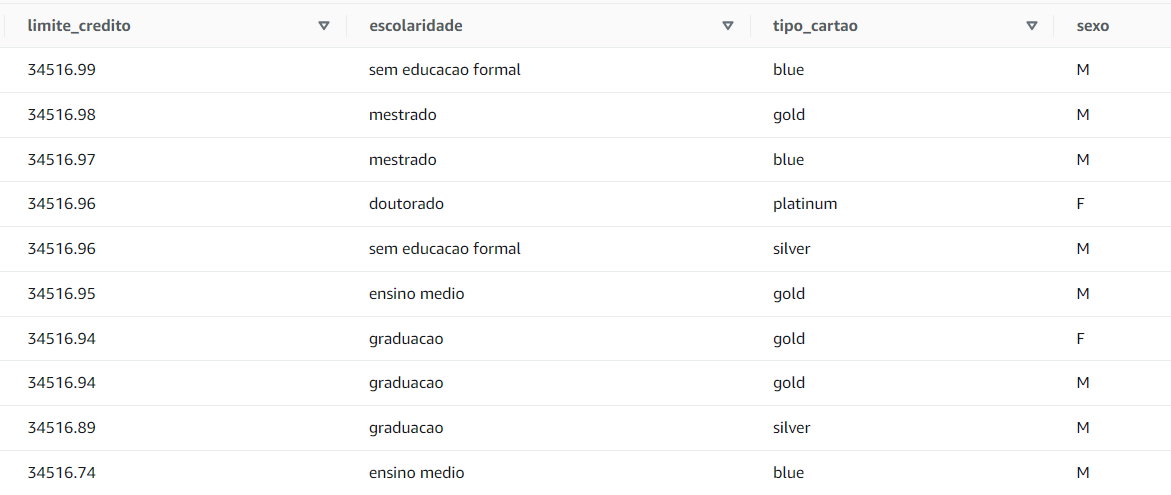 limite_credito escolaridade tipo_cartao sexo
34516.99 sem educacao formal blue M
34516.98 mestrado gold M
34516.97 mestrado blue M
34516.96 doutorado platinum F
34516.96 sem educacao formal silver M
34516.95 ensino medio gold M
34516.94 graduacao gold F
34516.94 graduacao gold M
34516.89 graduacao silver M
34516.74 ensino medio blue M